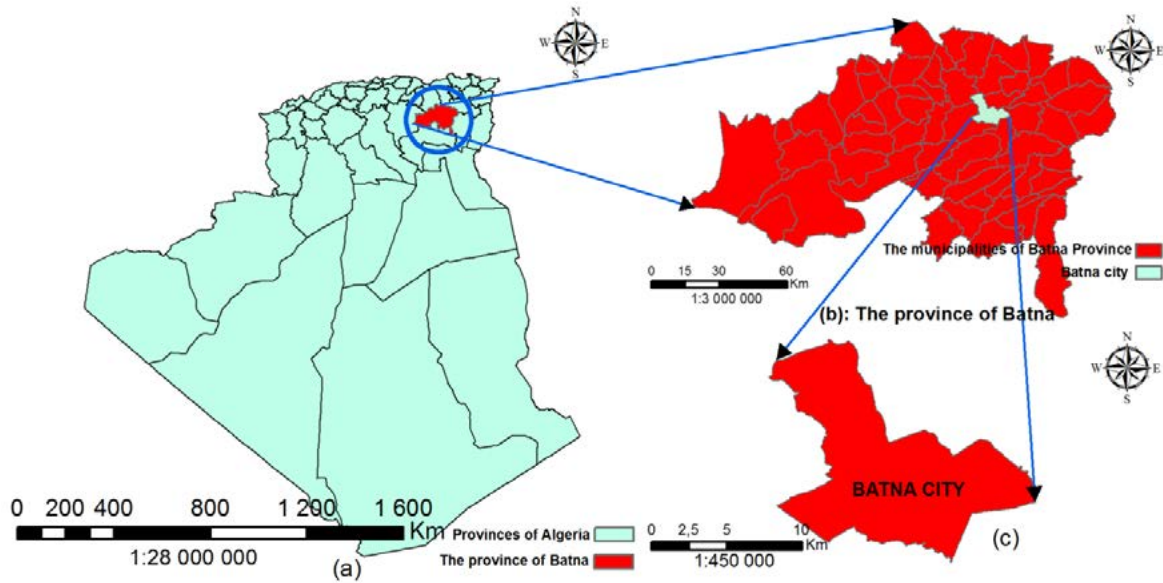 N
W E
S
0 200 400 800 1 200 1 600
Km
1:28 000 000
(a)
Provinces of Algeria
The province of Batna
N
W E
S
The municipalities of Batna Province
Batna city
0 15 30 60
Km
1:3 000 000
(b): The province of Batna
N
W E
S
BATNA CITY
0 2,5 5 10
Km
1:450 000
(c)